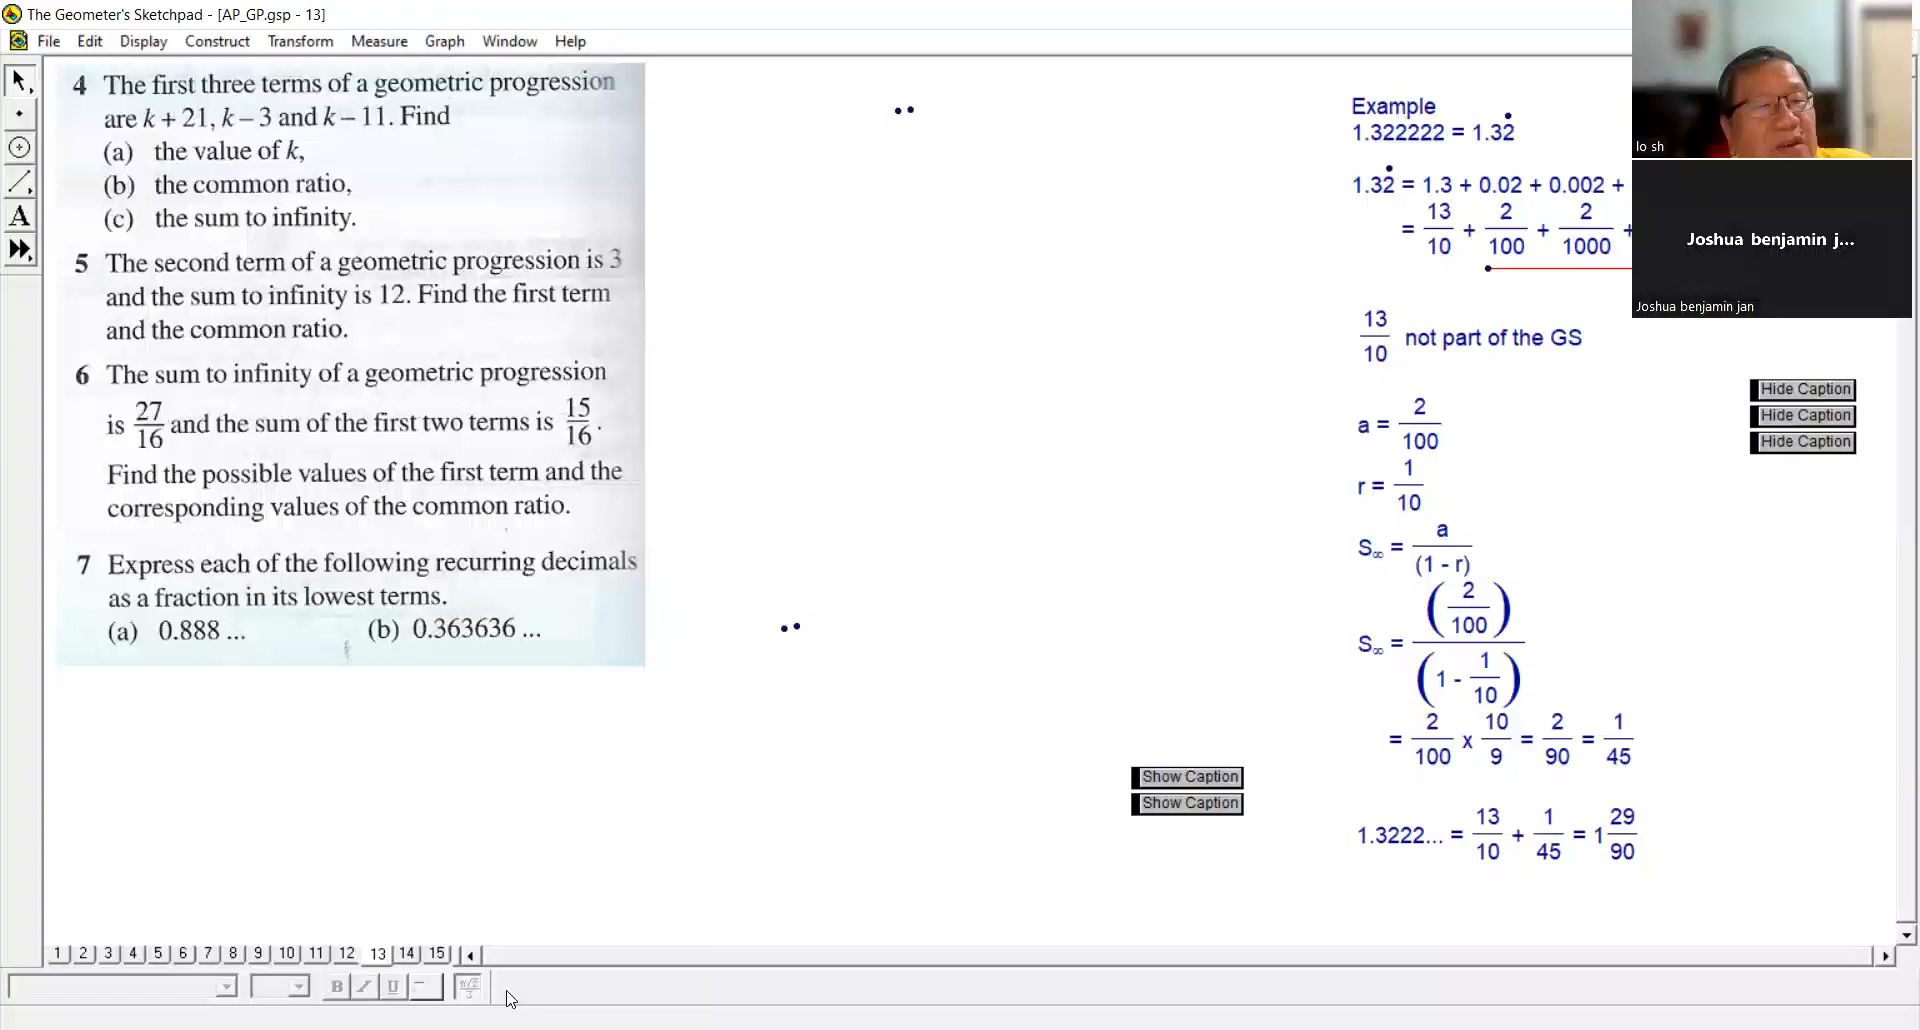 The Geometer's Sketchpad - [AP_GP.gsp - 13]
File Edit Display Construct Transform Measure Graph Window Help
4 The first three terms of a geometric progression
are k + 21, k – 3 and k – 11. Find
(a) the value of k,
(b) the common ratio,
(c) the sum to infinity.
5 The second term of a geometric progression is 3
and the sum to infinity is 12. Find the first term
and the common ratio.
6 The sum to infinity of a geometric progression
is 27/16 and the sum of the first two terms is 15/16.
Find the possible values of the first term and the
corresponding values of the common ratio.
7 Express each of the following recurring decimals
as a fraction in its lowest terms.
(a) 0.888 ... (b) 0.363636 ...
Show Caption
Show Caption
Example
1.322222 = 1.32̇
1.32̇ = 1.3 + 0.02 + 0.002 +
= 13/10 + 2/100 + 2/1000 +
13/10 not part of the GS
a = 2/100
r = 1/10
S∞ = a/(1 - r)
S∞ = (2/100)/(1 - 1/10)
= 2/100 x 10/9 = 2/90 = 1/45
1.3222... = 13/10 + 1/45 = 1 29/90
Hide Caption
Hide Caption
Hide Caption
lo sh
Joshua benjamin j...
Joshua benjamin jan
1 2 3 4 5 6 7 8 9 10 11 12 13 14 15
B I U
A